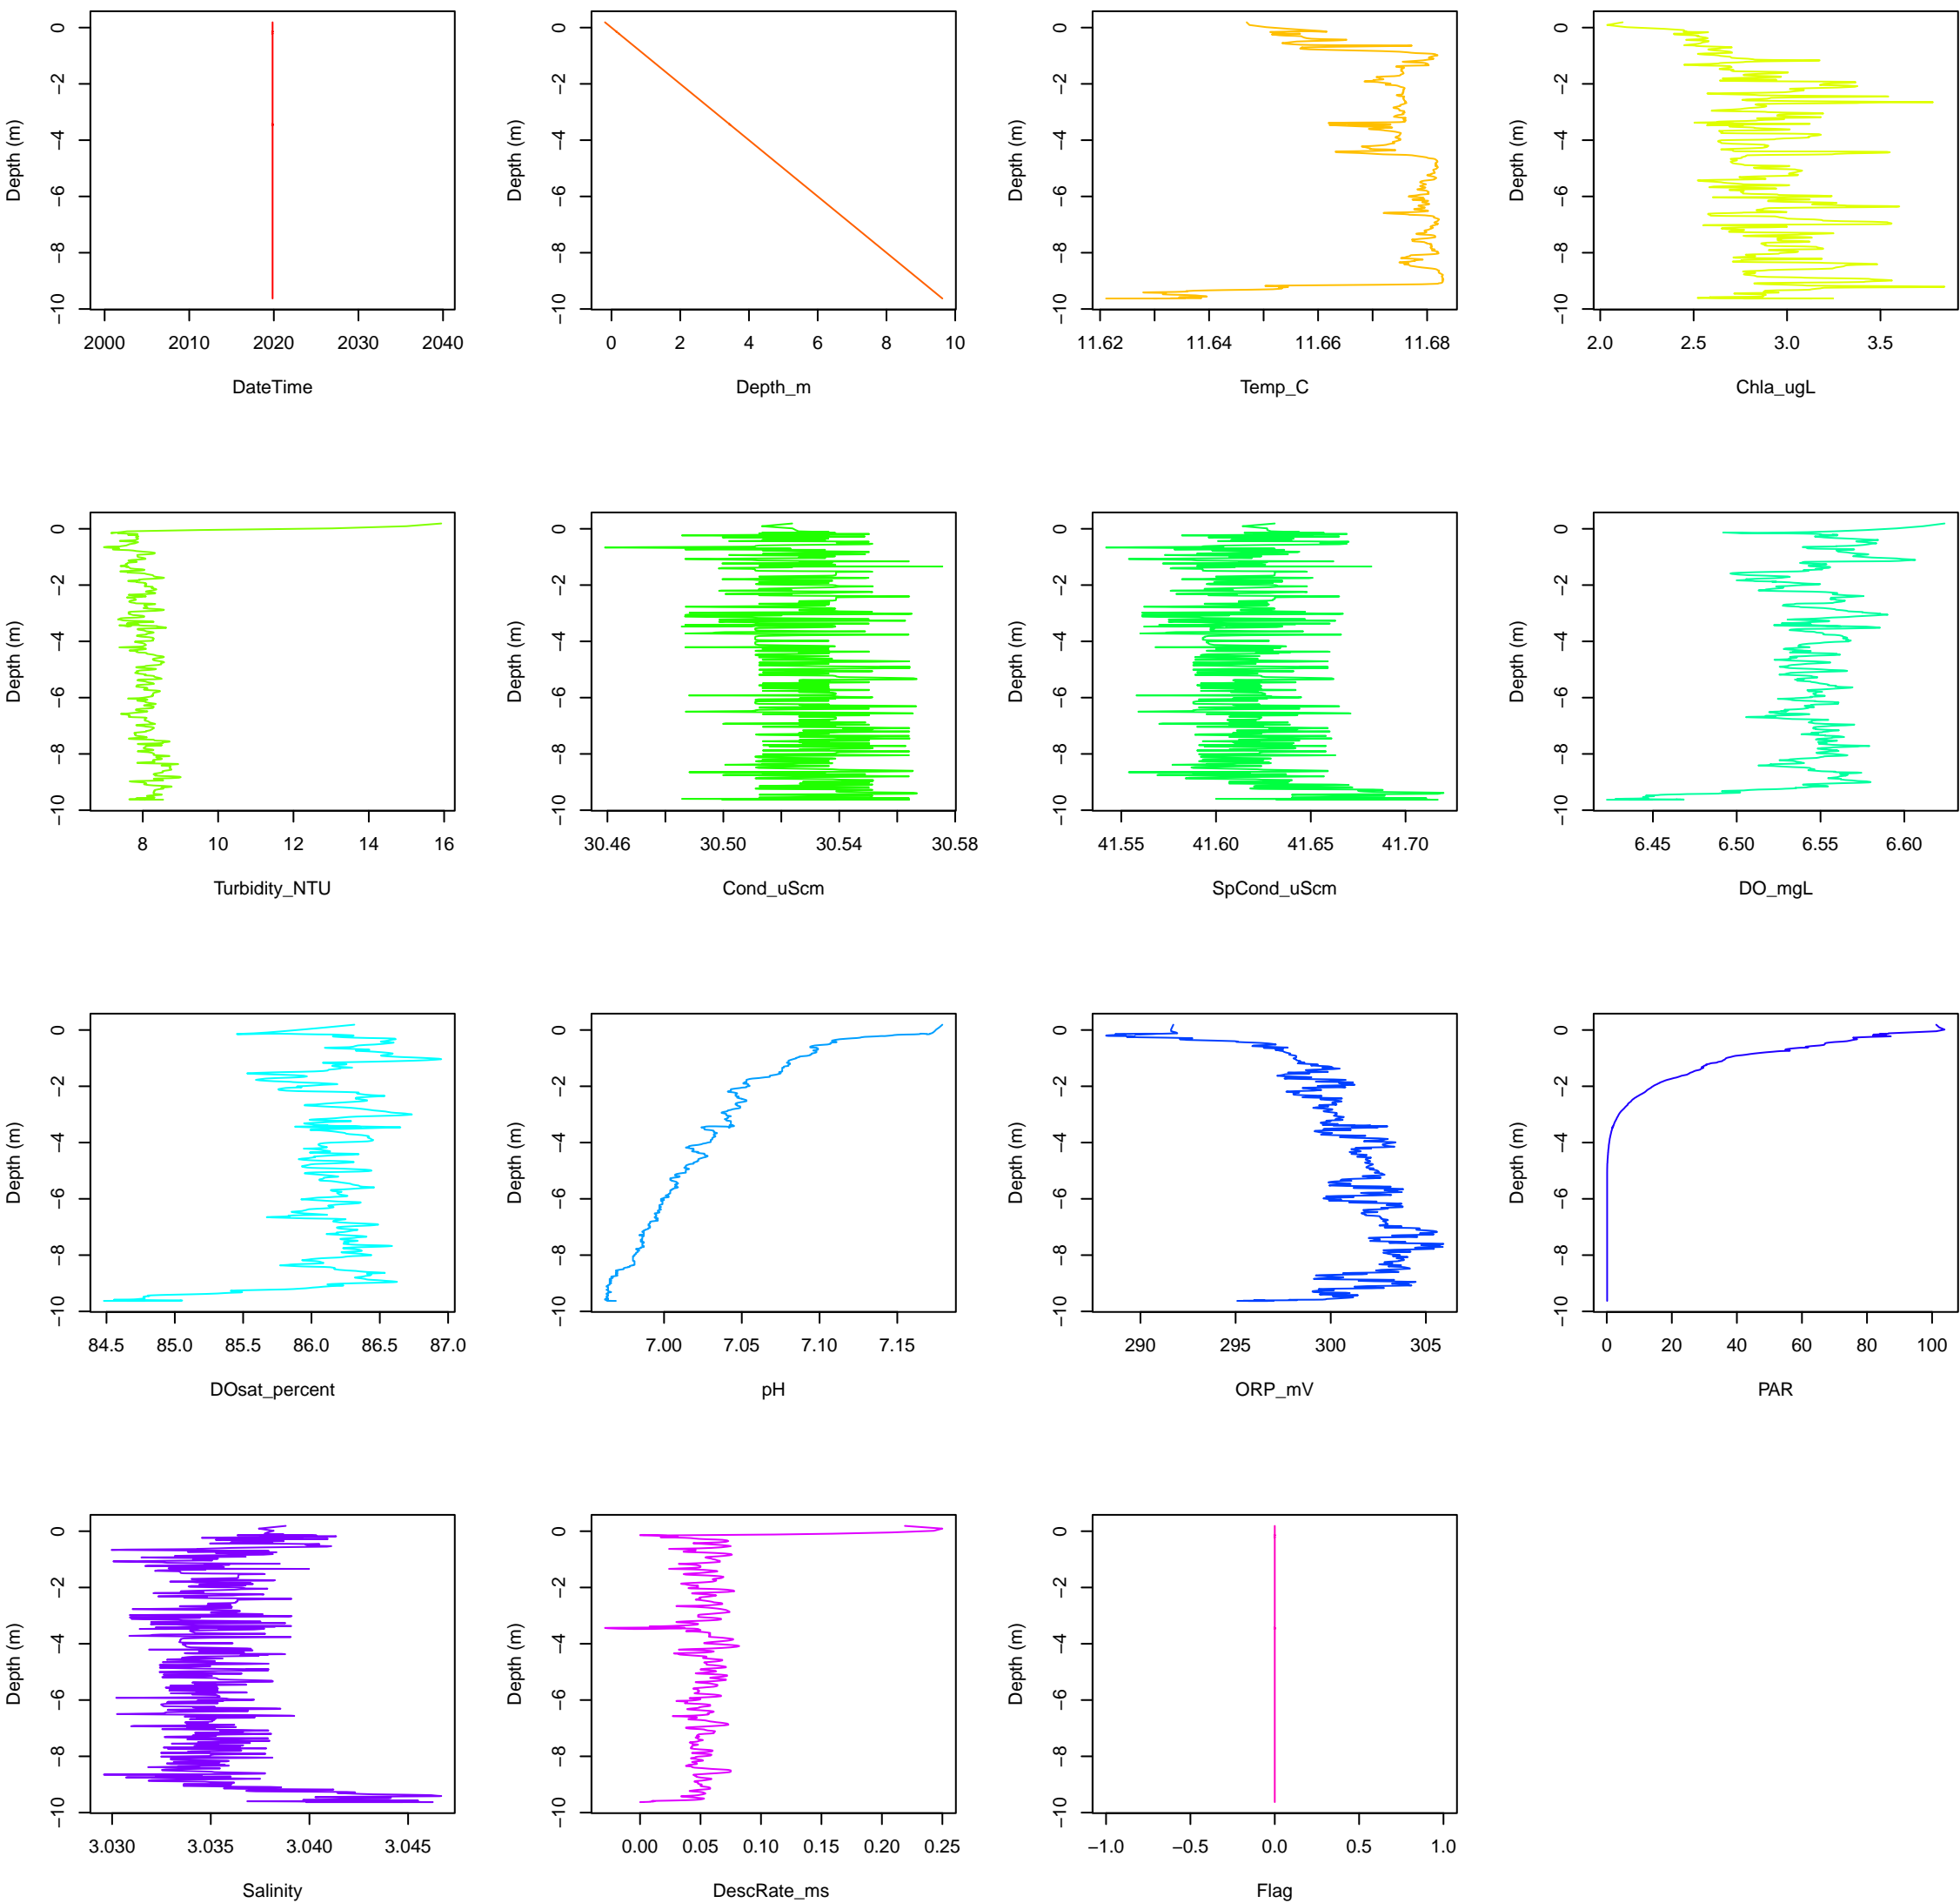 Depth (m)
0
−2
−4
−6
−8
−10
2000 2010 2020 2030 2040
DateTime
Depth (m)
0
−2
−4
−6
−8
−10
0 2 4 6 8 10
Depth_m
Depth (m)
0
−2
−4
−6
−8
−10
11.62 11.64 11.66 11.68
Temp_C
Depth (m)
0
−2
−4
−6
−8
−10
2.0 2.5 3.0 3.5
Chla_ugL
Depth (m)
0
−2
−4
−6
−8
−10
8 10 12 14 16
Turbidity_NTU
Depth (m)
0
−2
−4
−6
−8
−10
30.46 30.50 30.54 30.58
Cond_uScm
Depth (m)
0
−2
−4
−6
−8
−10
41.55 41.60 41.65 41.70
SpCond_uScm
Depth (m)
0
−2
−4
−6
−8
−10
6.45 6.50 6.55 6.60
DO_mgL
Depth (m)
0
−2
−4
−6
−8
−10
84.5 85.0 85.5 86.0 86.5 87.0
DOsat_percent
Depth (m)
0
−2
−4
−6
−8
−10
7.00 7.05 7.10 7.15
pH
Depth (m)
0
−2
−4
−6
−8
−10
290 295 300 305
ORP_mV
Depth (m)
0
−2
−4
−6
−8
−10
0 20 40 60 80 100
PAR
Depth (m)
0
−2
−4
−6
−8
−10
3.030 3.035 3.040 3.045
Salinity
Depth (m)
0
−2
−4
−6
−8
−10
0.00 0.05 0.10 0.15 0.20 0.25
DescRate_ms
Depth (m)
0
−2
−4
−6
−8
−10
−1.0 −0.5 0.0 0.5 1.0
Flag